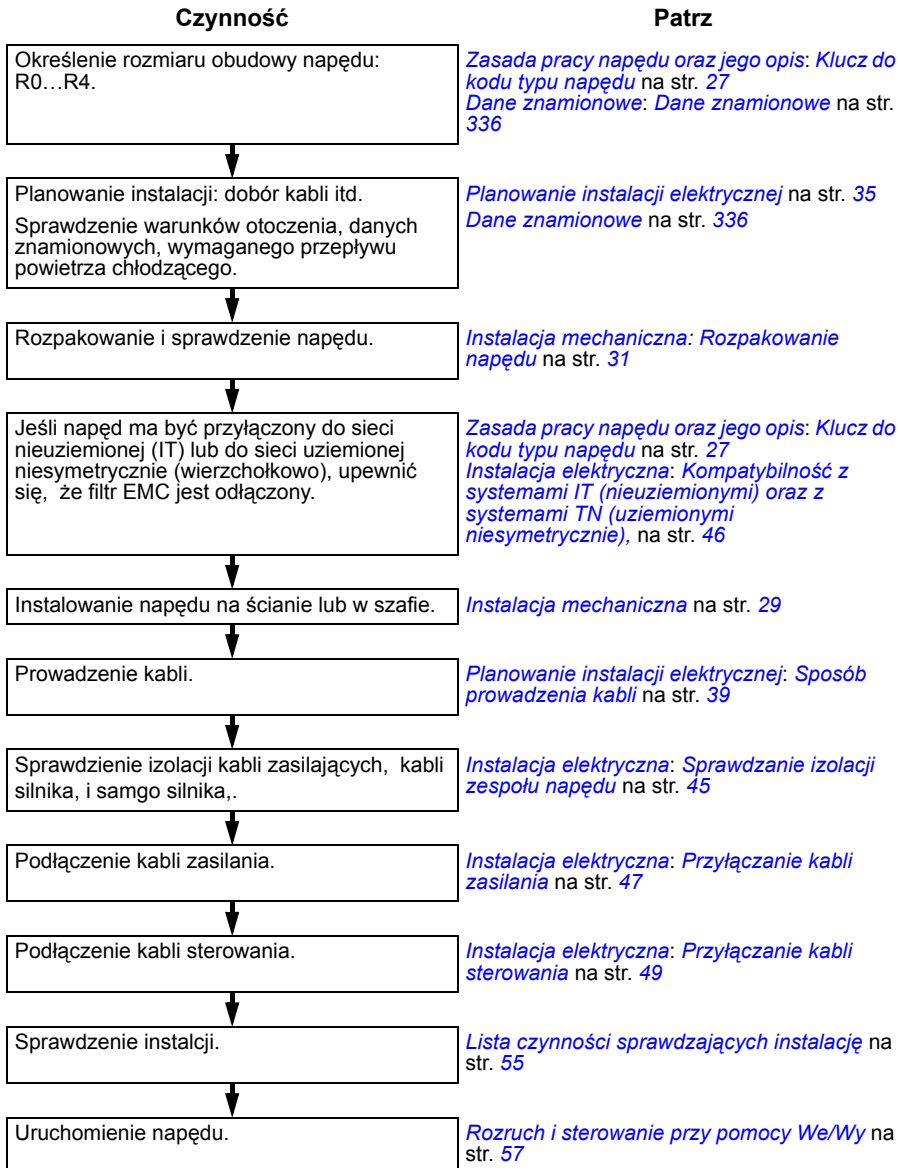 Czynność
Patrz
Określenie rozmiaru obudowy napędu:
R0…R4.
Zasada pracy napędu oraz jego opis: Klucz do
kodu typu napędu na str. 27
Dane znamionowe: Dane znamionowe na str.
336
Planowanie instalacji: dobór kabli itd.
Sprawdzenie warunków otoczenia, danych
znamionowych, wymaganego przepływu
powietrza chłodzącego.
Planowanie instalacji elektrycznej na str. 35
Dane znamionowe na str. 336
Rozpakowanie i sprawdzenie napędu.
Instalacja mechaniczna: Rozpakowanie
napędu na str. 31
Jeśli napęd ma być przyłączony do sieci
nieuziemionej (IT) lub do sieci uziemionej
niesymetrycznie (wierzchołkowo), upewnić
się, że filtr EMC jest odłączony.
Zasada pracy napędu oraz jego opis: Klucz do
kodu typu napędu na str. 27
Instalacja elektryczna: Kompatybilność z
systemami IT (nieuziemionymi) oraz z
systemami TN (uziemionymi
niesymetrycznie), na str. 46
Instalowanie napędu na ścianie lub w szafie.
Instalacja mechaniczna na str. 29
Prowadzenie kabli.
Planowanie instalacji elektrycznej: Sposób
prowadzenia kabli na str. 39
Sprawdzienie izolacji kabli zasilających, kabli
silnika, i samgo silnika,.
Instalacja elektryczna: Sprawdzanie izolacji
zespołu napędu na str. 45
Podłączenie kabli zasilania.
Instalacja elektryczna: Przyłączanie kabli
zasilania na str. 47
Podłączenie kabli sterowania.
Instalacja elektryczna: Przyłączanie kabli
sterowania na str. 49
Sprawdzenie instalcji.
Lista czynności sprawdzających instalację na
str. 55
Uruchomienie napędu.
Rozruch i sterowanie przy pomocy We/Wy na
str. 57